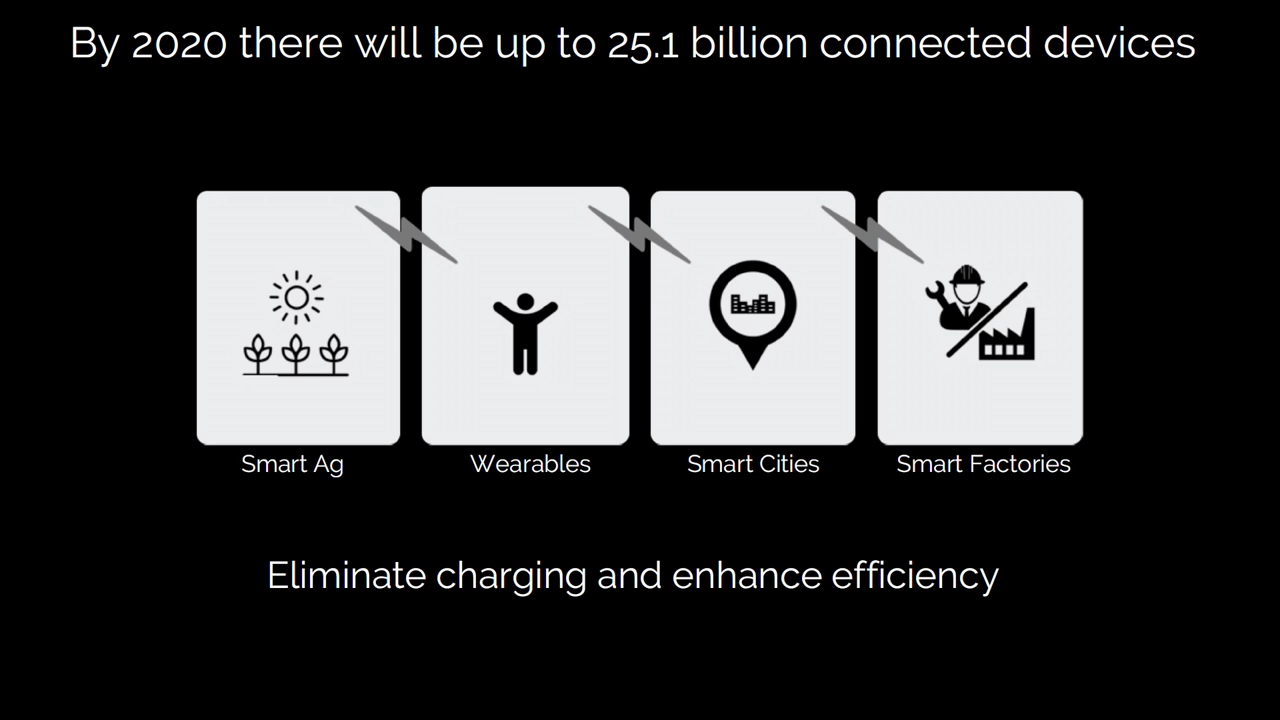 By 2020 there will be up to 25.1 billion connected devices
Smart Ag
Wearables
Smart Cities
Smart Factories
Eliminate charging and enhance efficiency